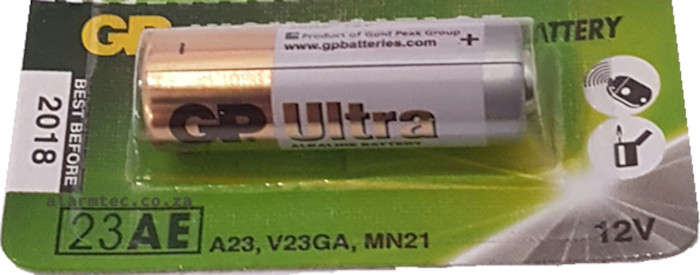 GP
BATTERY
Product of Gold Peak Group
www.gpbatteries.com
- +
GP Ultra
ALKALINE BATTERY
BEST BEFORE
2018
alarmtec.co.za
23AE
A23, V23GA, MN21
12V